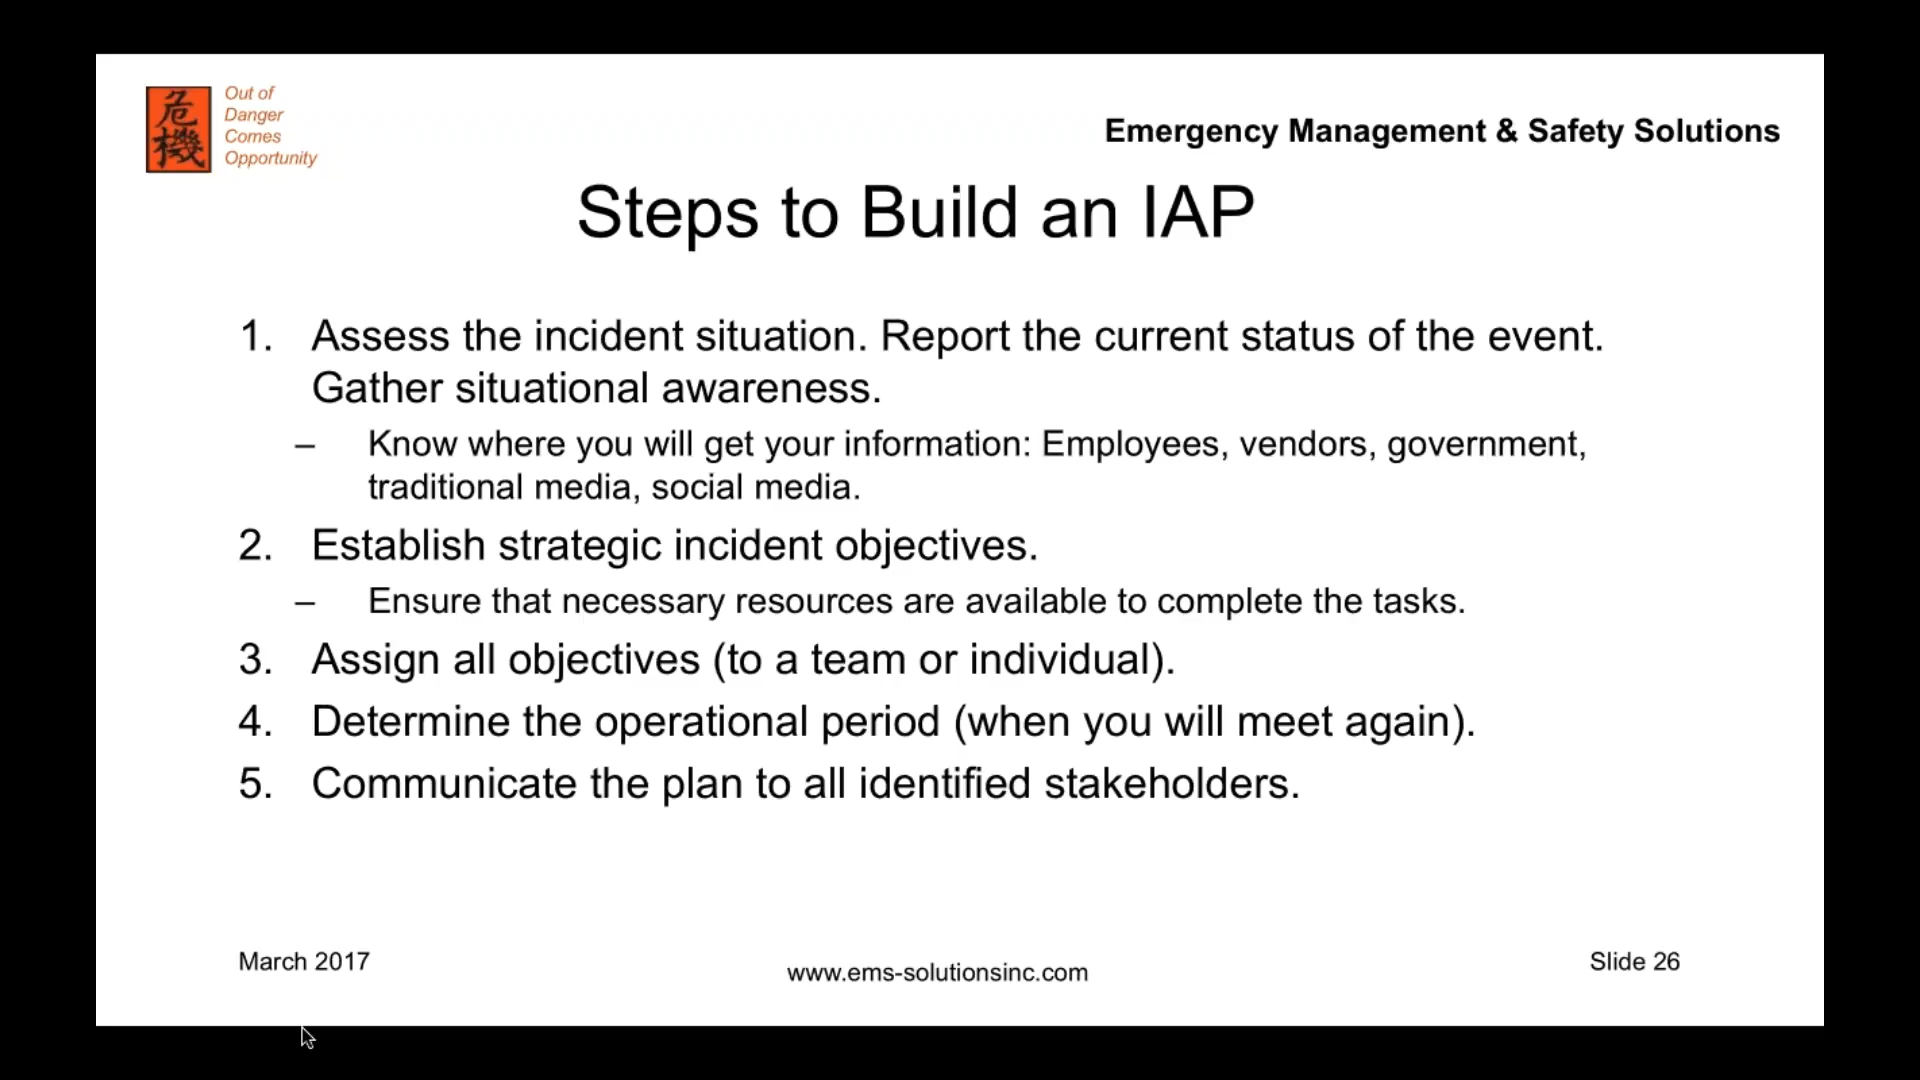 危機
Out of
Danger
Comes
Opportunity
Emergency Management & Safety Solutions
Steps to Build an IAP
1. Assess the incident situation. Report the current status of the event.
Gather situational awareness.
– Know where you will get your information: Employees, vendors, government,
traditional media, social media.
2. Establish strategic incident objectives.
– Ensure that necessary resources are available to complete the tasks.
3. Assign all objectives (to a team or individual).
4. Determine the operational period (when you will meet again).
5. Communicate the plan to all identified stakeholders.
March 2017
www.ems-solutionsinc.com
Slide 26